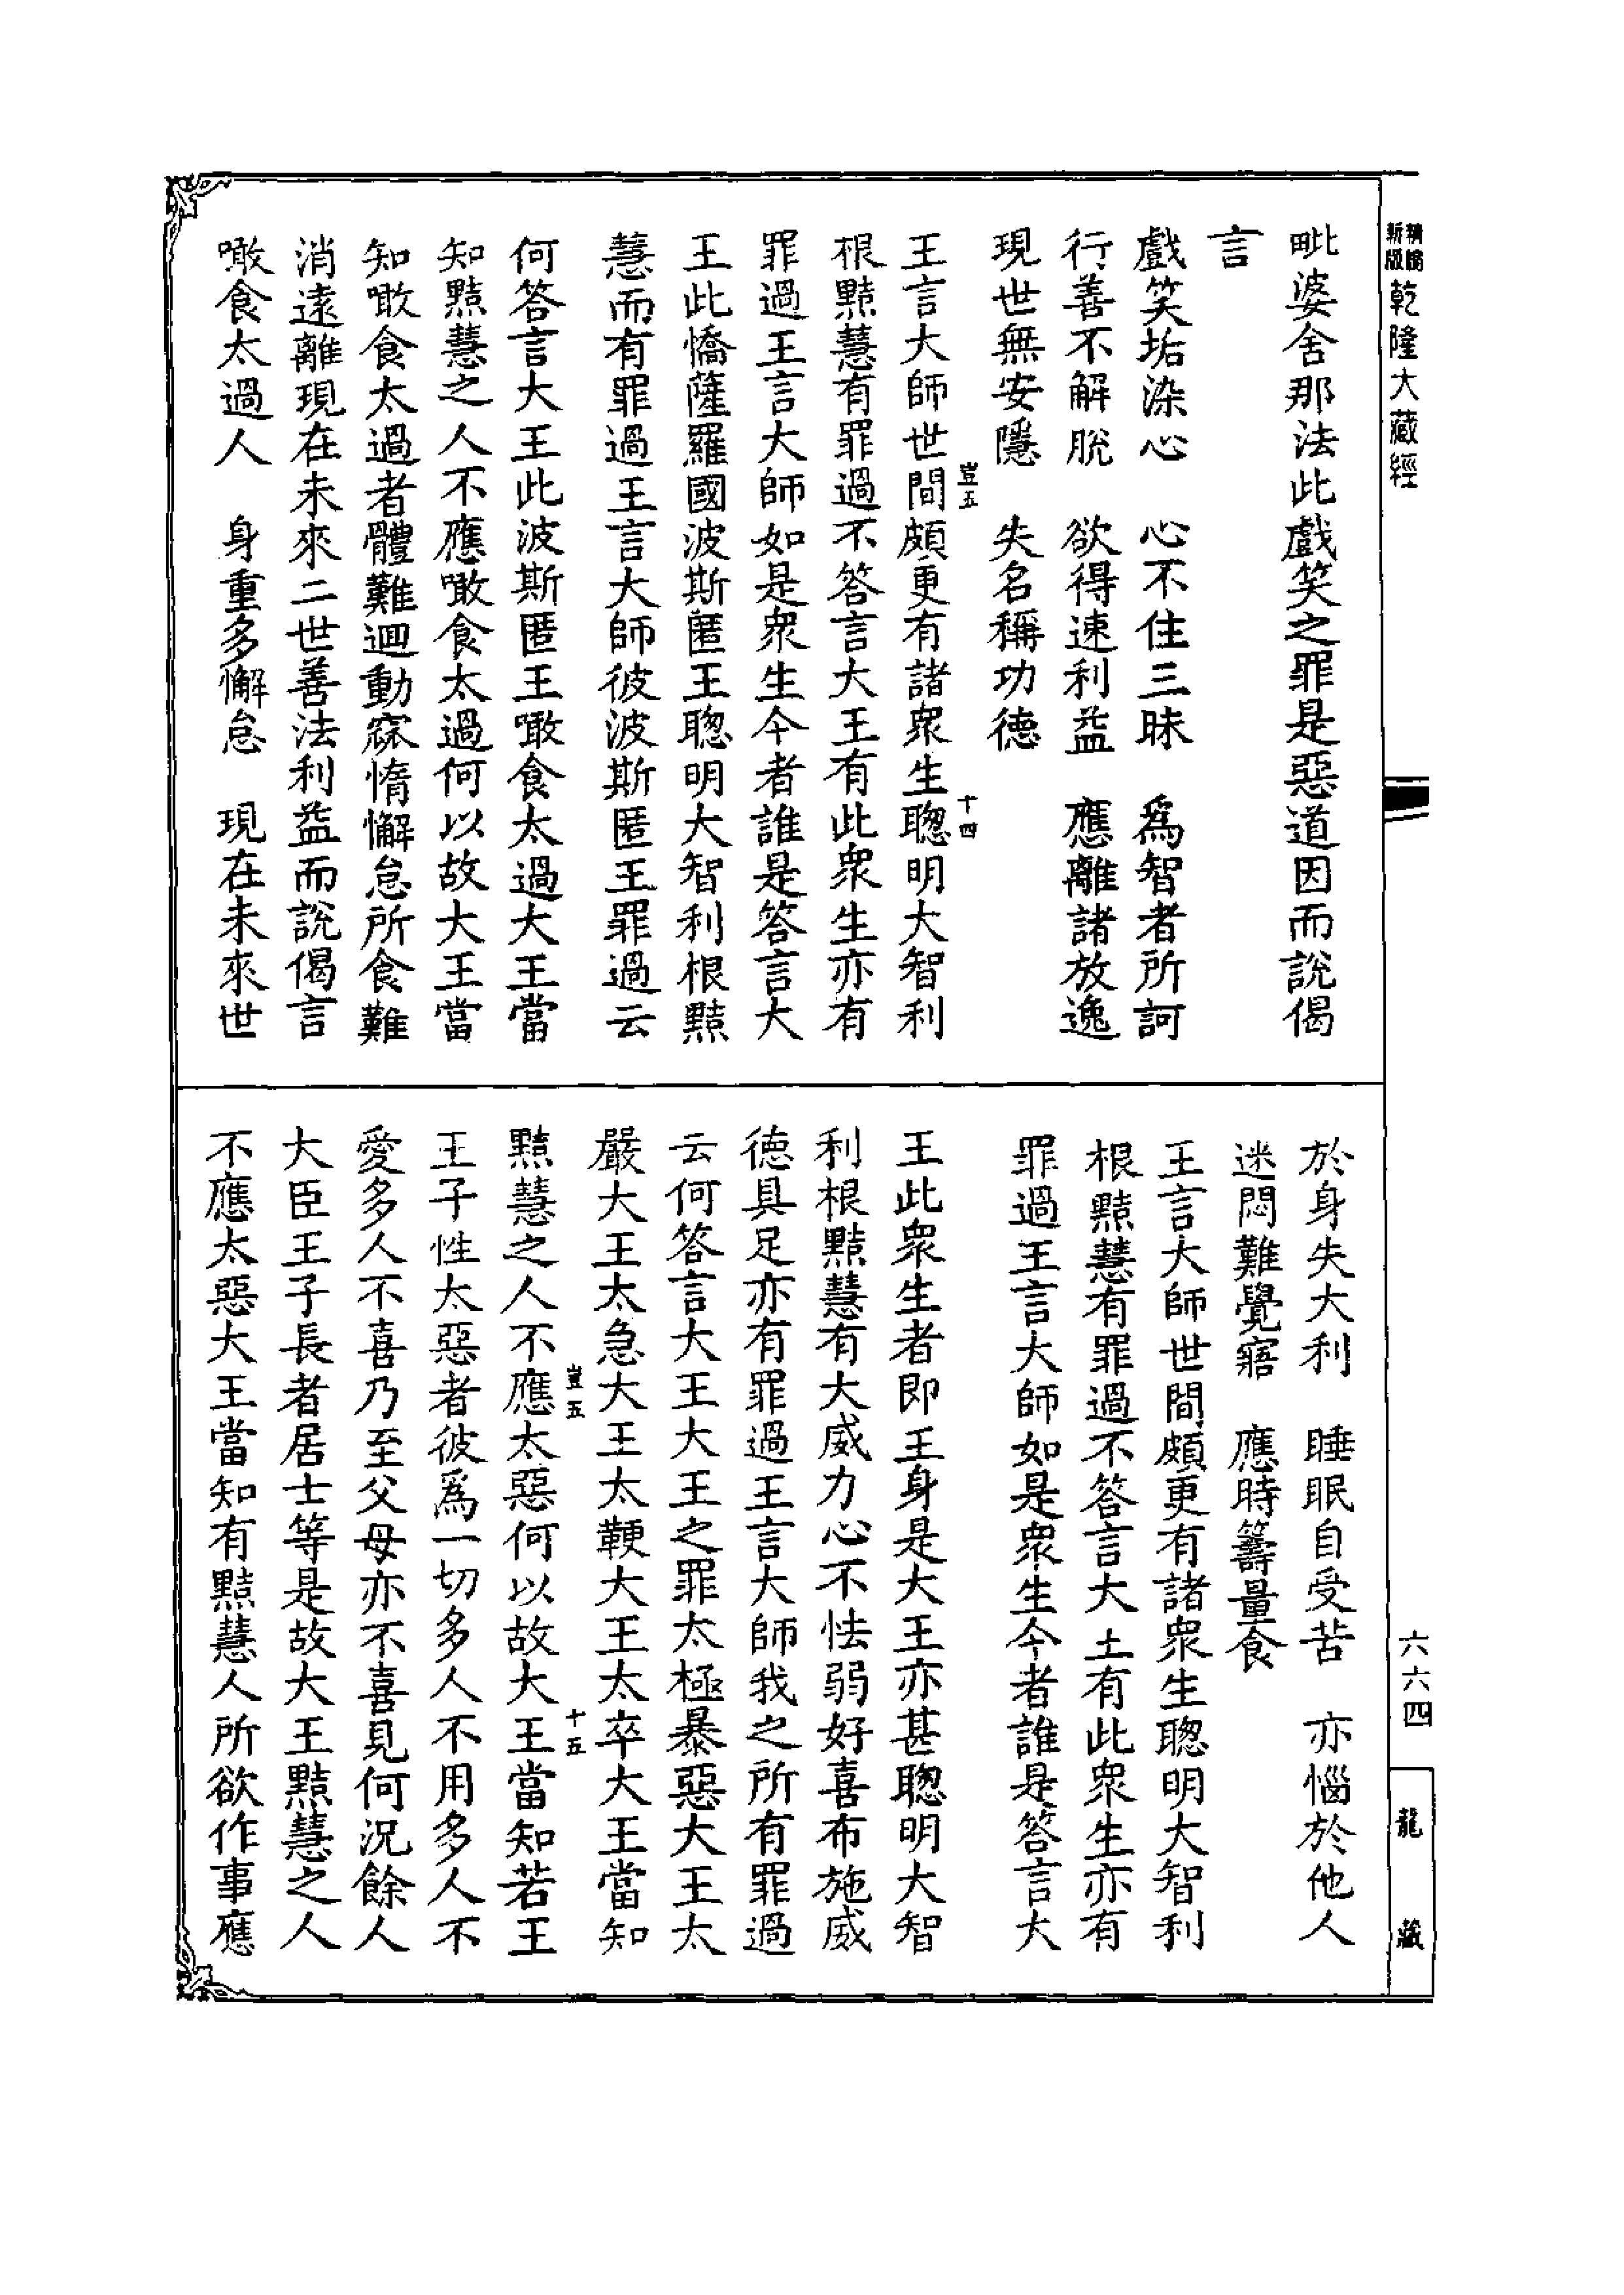 新版
精縮
乾隆大藏經
毗婆舍那法此戲笑之罪是惡道因而說偈
言
戲笑垢染心　心不住三昧　為智者所訶
行善不解脫　欲得速利益　應離諸放逸
現世無安隱　失名稱功德
王言大師世間頗更有諸眾生聰明大智利
豈五
十四
根黠慧有罪過不答言大王有此眾生亦有
罪過王言大師如是眾生今者誰是答言大
王此憍薩羅國波斯匿王聰明大智利根黠
慧而有罪過王言大師彼波斯匿王罪過云
何答言大王此波斯匿王噉食太過大王當
知黠慧之人不應噉食太過何以故大王當
知噉食太過者體難迴動窳惰懈怠所食難
消遠離現在未來二世善法利益而說偈言
噉食太過人　身重多懈怠　現在未來世
於身失大利　睡眠自受苦　亦惱於他人
迷悶難覺寤　應時籌量食
王言大師世間頗更有諸眾生聰明大智利
根黠慧有罪過不答言大土有此眾生亦有
罪過王言大師如是眾生今者誰是答言大
王此眾生者即王身是大王亦甚聰明大智
利根黠慧有大威力心不怯弱好喜布施威
德具足亦有罪過王言大師我之所有罪過
云何答言大王大王之罪太極暴惡大王太
嚴大王太急大王太鞕大王太卒大王當知
黠慧之人不應太惡何以故大王當知若王
豈五
十五
王子性太惡者彼為一切多人不用多人不
愛多人不喜乃至父母亦不喜見何況餘人
大臣王子長者居士等是故大王黠慧之人
不應太惡大王當知有黠慧人所欲作事應
六六四
龍藏